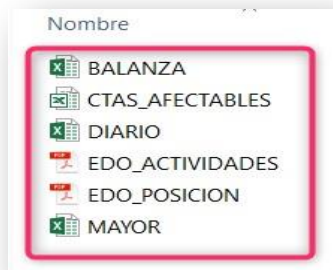 Nombre
BALANZA
CTAS_AFECTABLES
DIARIO
EDO_ACTIVIDADES
EDO_POSICION
MAYOR